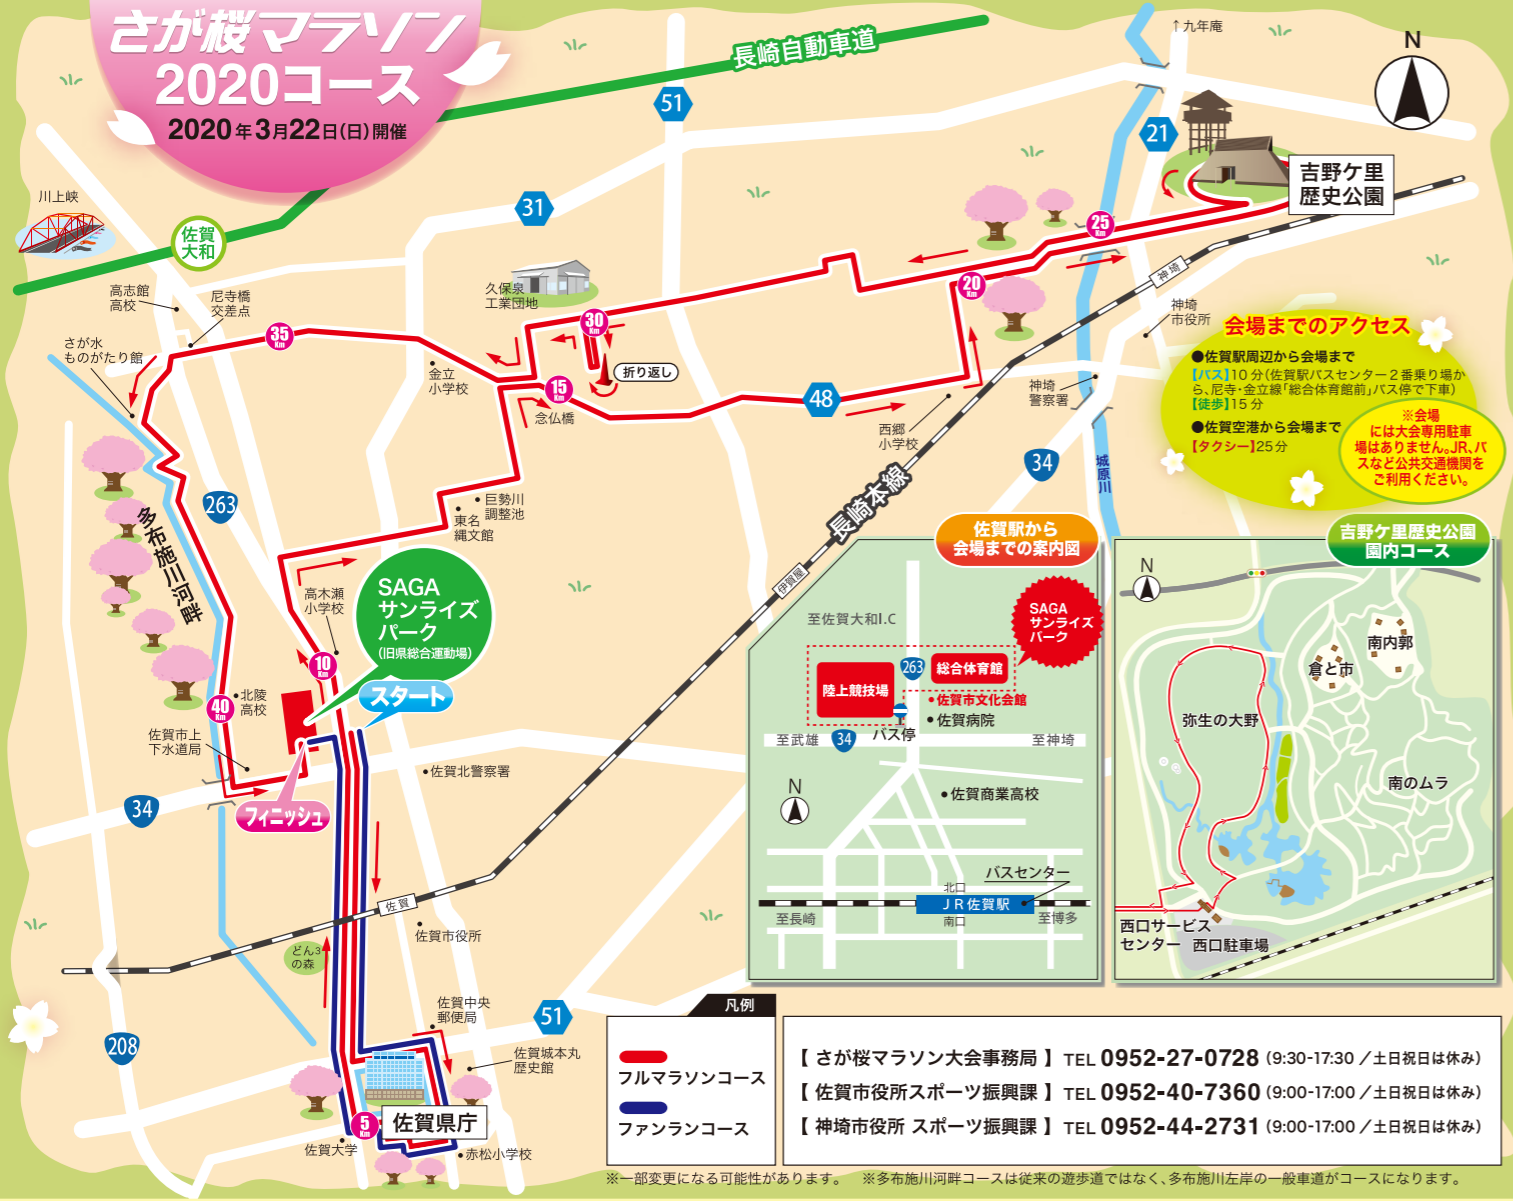 さが桜マラソン
2020コース
2020年3月22日(日)開催
長崎自動車道
↑九年庵
N
51
21
31
吉野ケ里
歴史公園
川上峡
佐賀
大和
25Km
20Km
神埼
高志館
高校
尼寺橋
交差点
久保泉
工業団地
30Km
35Km
さが水
ものがたり館
金立
小学校
折り返し
15Km
念仏橋
48
神埼
市役所
神埼
警察署
西郷
小学校
34
城原川
会場までのアクセス
●佐賀駅周辺から会場まで
【バス】10分(佐賀駅バスセンター2番乗り場か
ら、尼寺・金立線「総合体育館前」バス停で下車)
【徒歩】15分
●佐賀空港から会場まで
【タクシー】25分
※会場
には大会専用駐車
場はありません。JR、バ
スなど公共交通機関を
ご利用ください。
263
多布施川河畔
巨勢川
調整池
東名
縄文館
長崎本線
伊賀屋
高木瀬
小学校
SAGA
サンライズ
パーク
(旧県総合運動場)
10Km
スタート
40Km
北陵
高校
佐賀市上
下水道局
佐賀北警察署
34
フィニッシュ
佐賀
佐賀市役所
どん3
の森
208
佐賀中央
郵便局
51
佐賀城本丸
歴史館
5Km
佐賀県庁
佐賀大学
赤松小学校
佐賀駅から
会場までの案内図
至佐賀大和I.C
SAGA
サンライズ
パーク
陸上競技場
263
総合体育館
佐賀市文化会館
佐賀病院
バス停
至武雄
34
至神埼
N
佐賀商業高校
バスセンター
北口
JR佐賀駅
南口
至長崎
至博多
吉野ケ里歴史公園
園内コース
N
南内郭
倉と市
弥生の大野
南のムラ
西口サービス
センター
西口駐車場
凡例
フルマラソンコース
ファンランコース
【 さが桜マラソン大会事務局 】 TEL 0952-27-0728 (9:30-17:30 ／土日祝日は休み)
【 佐賀市役所スポーツ振興課 】 TEL 0952-40-7360 (9:00-17:00 ／土日祝日は休み)
【 神埼市役所 スポーツ振興課 】 TEL 0952-44-2731 (9:00-17:00 ／土日祝日は休み)
※一部変更になる可能性があります。 ※多布施川河畔コースは従来の遊歩道ではなく、多布施川左岸の一般車道がコースになります。